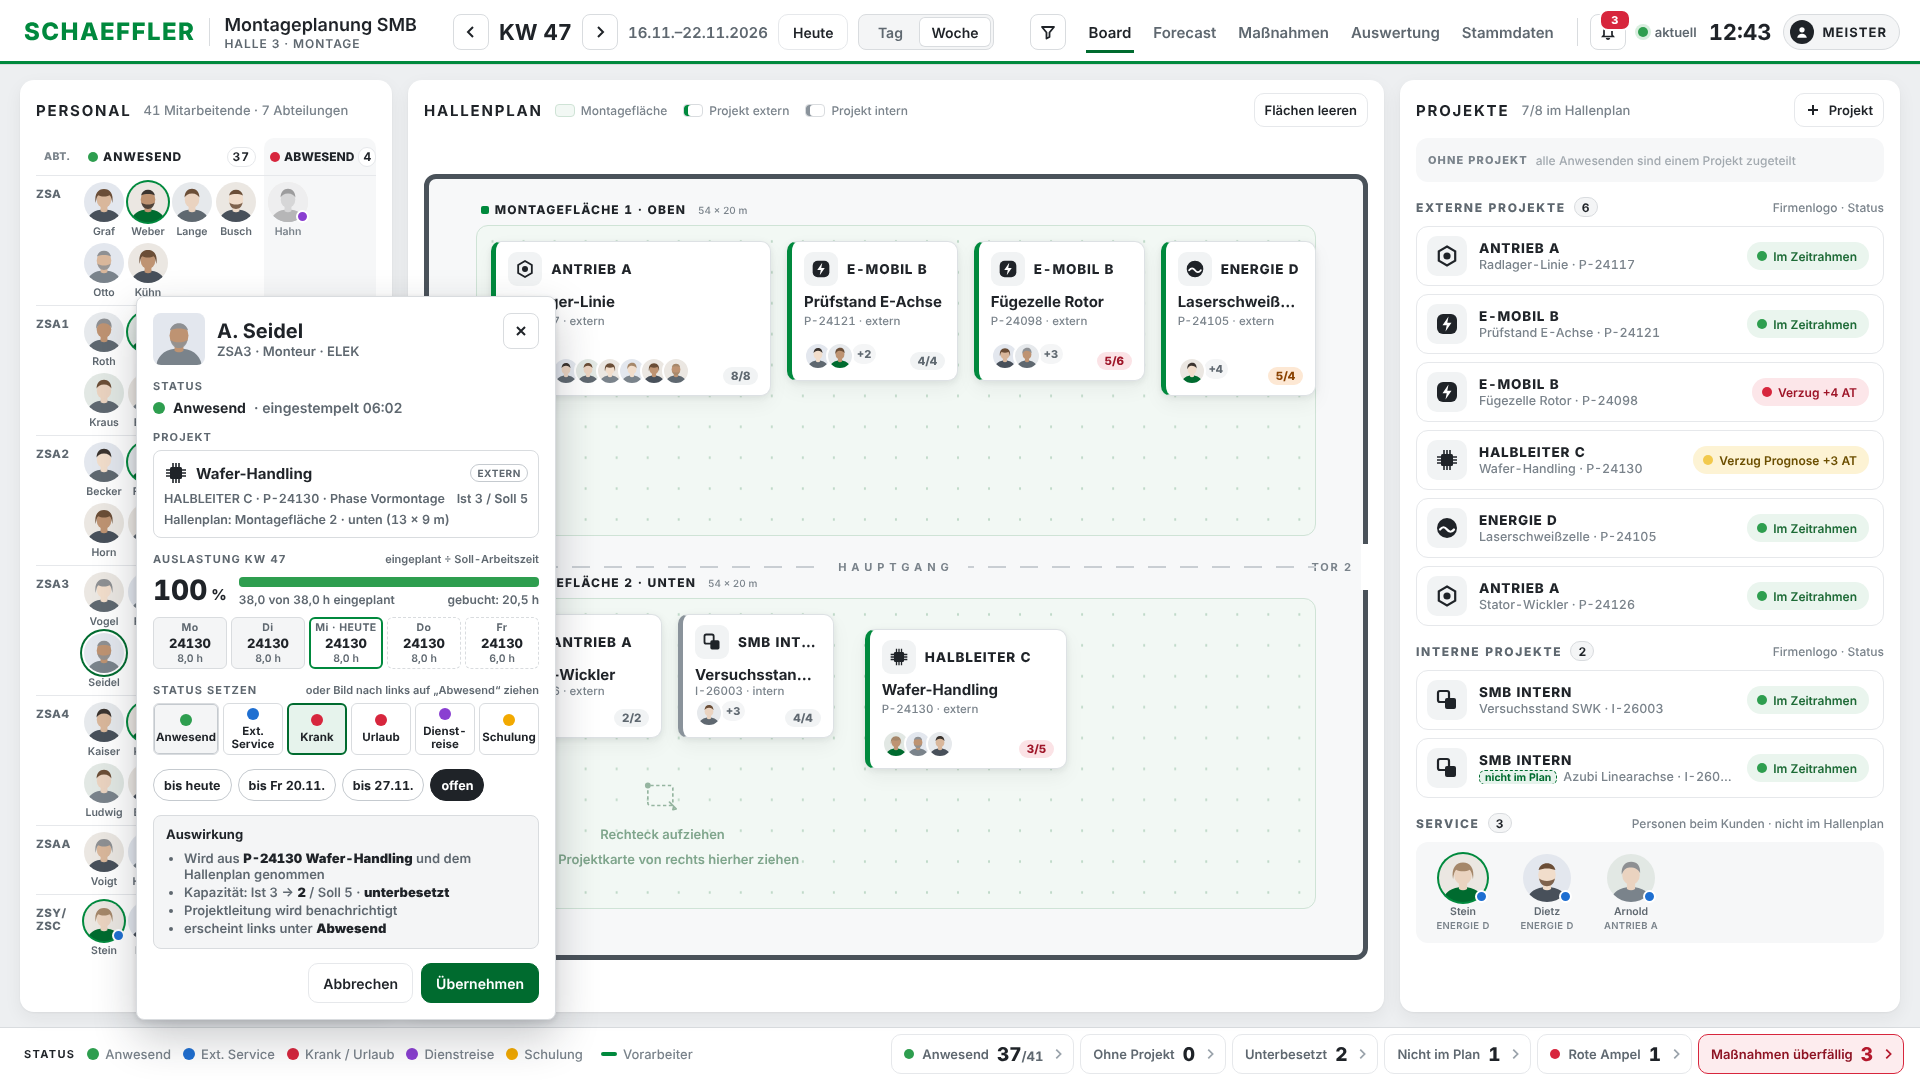 SCHAEFFLER
Montageplanung SMB
HALLE 3 · MONTAGE
KW 47
16.11.–22.11.2026
Heute
Tag
Woche
Board
Forecast
Maßnahmen
Auswertung
Stammdaten
3
aktuell
12:43
MEISTER
PERSONAL
41 Mitarbeitende · 7 Abteilungen
ABT.
ANWESEND
37
ABWESEND
4
ZSA
Graf
Weber
Lange
Busch
Hahn
Otto
Kühn
ZSA1
Roth
Kraus
ZSA2
Becker
Horn
ZSA3
Vogel
Seidel
ZSA4
Kaiser
Ludwig
ZSAA
Voigt
ZSY/
ZSC
Stein
A. Seidel
ZSA3 · Monteur · ELEK
STATUS
Anwesend · eingestempelt 06:02
PROJEKT
Wafer-Handling
EXTERN
HALBLEITER C · P-24130 · Phase Vormontage
Ist 3 / Soll 5
Hallenplan: Montagefläche 2 · unten (13 × 9 m)
AUSLASTUNG KW 47
eingeplant ÷ Soll-Arbeitszeit
100 %
38,0 von 38,0 h eingeplant
gebucht: 20,5 h
Mo
24130
8,0 h
Di
24130
8,0 h
Mi · HEUTE
24130
8,0 h
Do
24130
8,0 h
Fr
24130
6,0 h
STATUS SETZEN
oder Bild nach links auf „Abwesend“ ziehen
Anwesend
Ext.
Service
Krank
Urlaub
Dienst-
reise
Schulung
bis heute
bis Fr 20.11.
bis 27.11.
offen
Auswirkung
• Wird aus P-24130 Wafer-Handling und dem
Hallenplan genommen
• Kapazität: Ist 3 → 2 / Soll 5 · unterbesetzt
• Projektleitung wird benachrichtigt
• erscheint links unter Abwesend
Abbrechen
Übernehmen
HALLENPLAN
Montagefläche
Projekt extern
Projekt intern
Flächen leeren
MONTAGEFLÄCHE 1 · OBEN
54 × 20 m
ANTRIEB A
ger-Linie
7 · extern
8/8
E-MOBIL B
Prüfstand E-Achse
P-24121 · extern
+2
4/4
E-MOBIL B
Fügezelle Rotor
P-24098 · extern
+3
5/6
ENERGIE D
Laserschweiß…
P-24105 · extern
+4
5/4
HAUPTGANG
TOR 2
EFLÄCHE 2 · UNTEN
54 × 20 m
ANTRIEB A
-Wickler
6 · extern
2/2
SMB INT…
Versuchsstan…
I-26003 · intern
+3
4/4
HALBLEITER C
Wafer-Handling
P-24130 · extern
3/5
Rechteck aufziehen
Projektkarte von rechts hierher ziehen
PROJEKTE
7/8 im Hallenplan
+ Projekt
OHNE PROJEKT
alle Anwesenden sind einem Projekt zugeteilt
EXTERNE PROJEKTE
6
Firmenlogo · Status
ANTRIEB A
Radlager-Linie · P-24117
Im Zeitrahmen
E-MOBIL B
Prüfstand E-Achse · P-24121
Im Zeitrahmen
E-MOBIL B
Fügezelle Rotor · P-24098
Verzug +4 AT
HALBLEITER C
Wafer-Handling · P-24130
Verzug Prognose +3 AT
ENERGIE D
Laserschweißzelle · P-24105
Im Zeitrahmen
ANTRIEB A
Stator-Wickler · P-24126
Im Zeitrahmen
INTERNE PROJEKTE
2
Firmenlogo · Status
SMB INTERN
Versuchsstand SWK · I-26003
Im Zeitrahmen
SMB INTERN
nicht im Plan
Azubi Linearachse · I-260…
Im Zeitrahmen
SERVICE
3
Personen beim Kunden · nicht im Hallenplan
Stein
ENERGIE D
Dietz
ENERGIE D
Arnold
ANTRIEB A
STATUS
Anwesend
Ext. Service
Krank / Urlaub
Dienstreise
Schulung
Vorarbeiter
Anwesend 37/41
Ohne Projekt 0
Unterbesetzt 2
Nicht im Plan 1
Rote Ampel 1
Maßnahmen überfällig 3